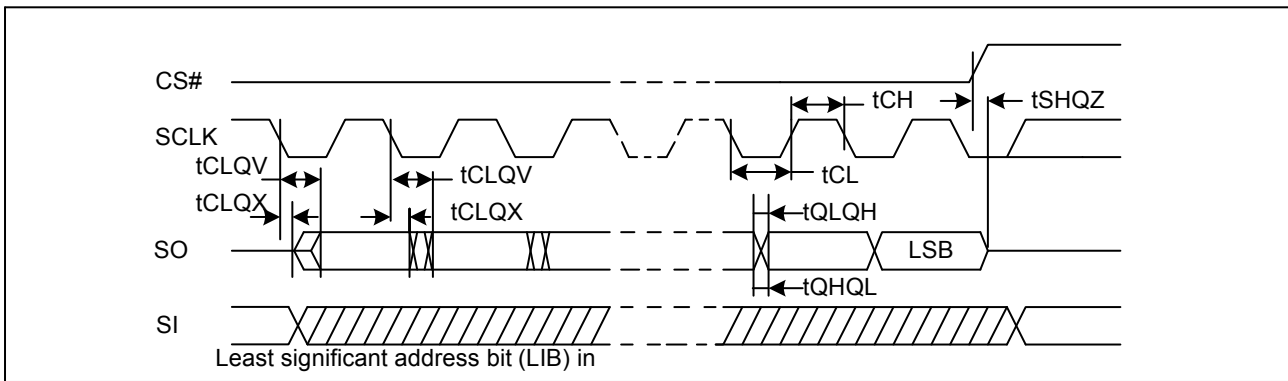 CS#
tCH
tSHQZ
SCLK
tCLQV
tCLQV
tCL
tCLQX
tCLQX
tQLQH
SO
LSB
tQHQL
SI
Least significant address bit (LIB) in